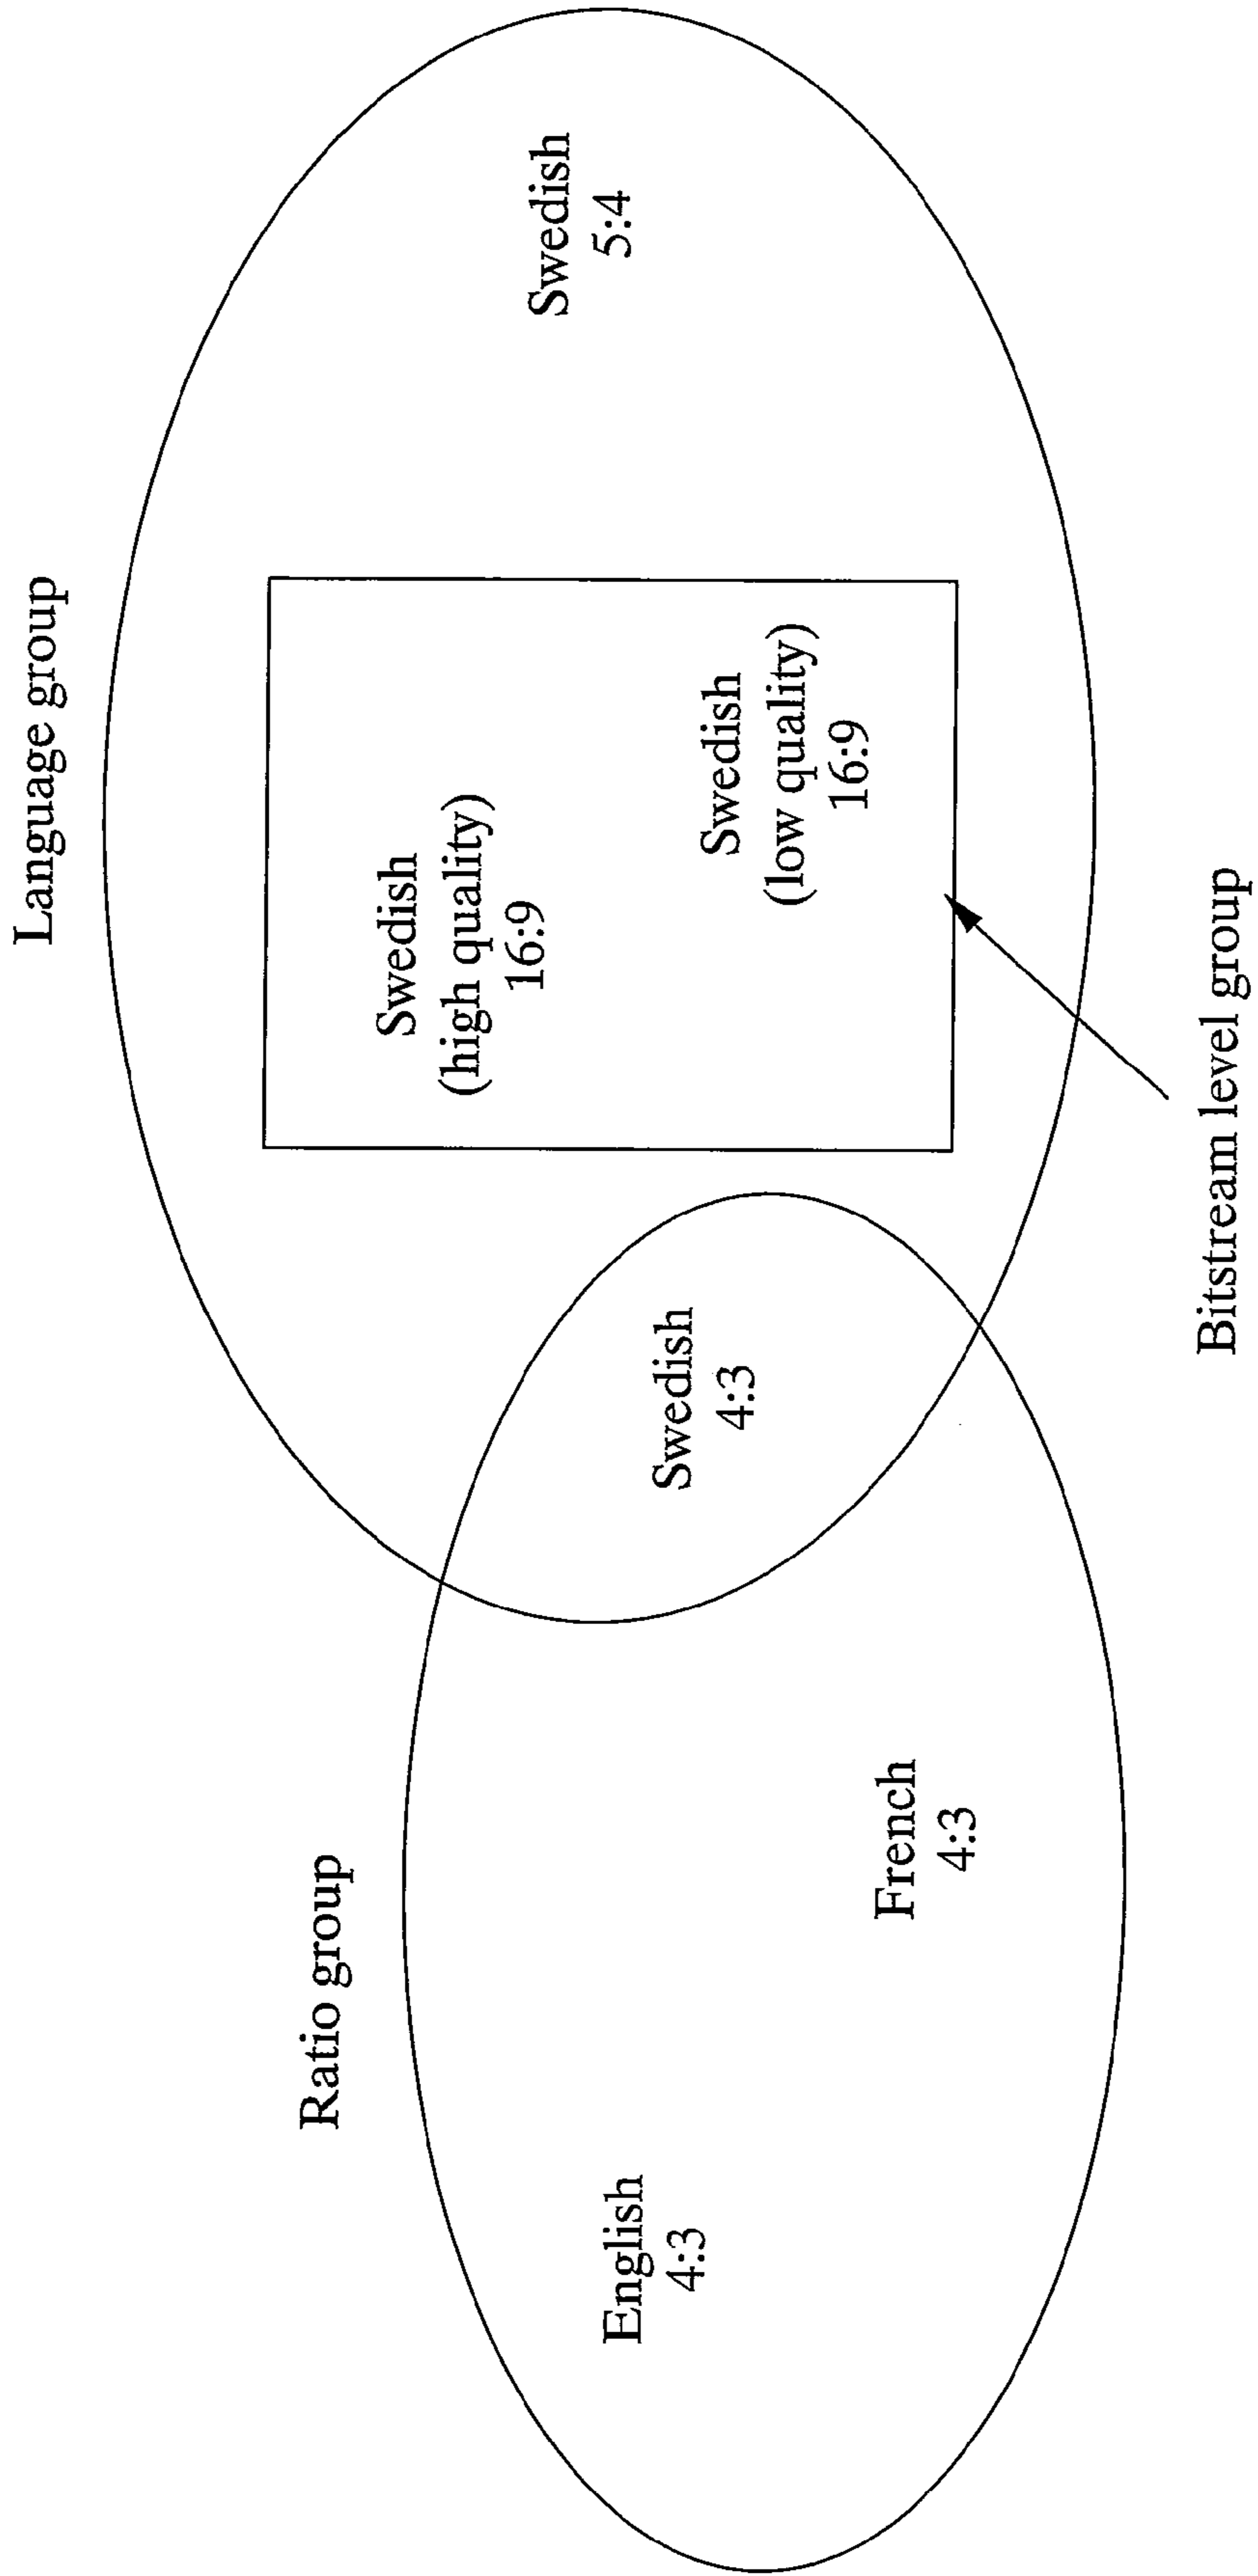 Language group
Ratio group
Swedish
(high quality)
16:9
Swedish
5:4
English
4:3
Swedish
4:3
Swedish
(low quality)
16:9
French
4:3
Bitstream level group